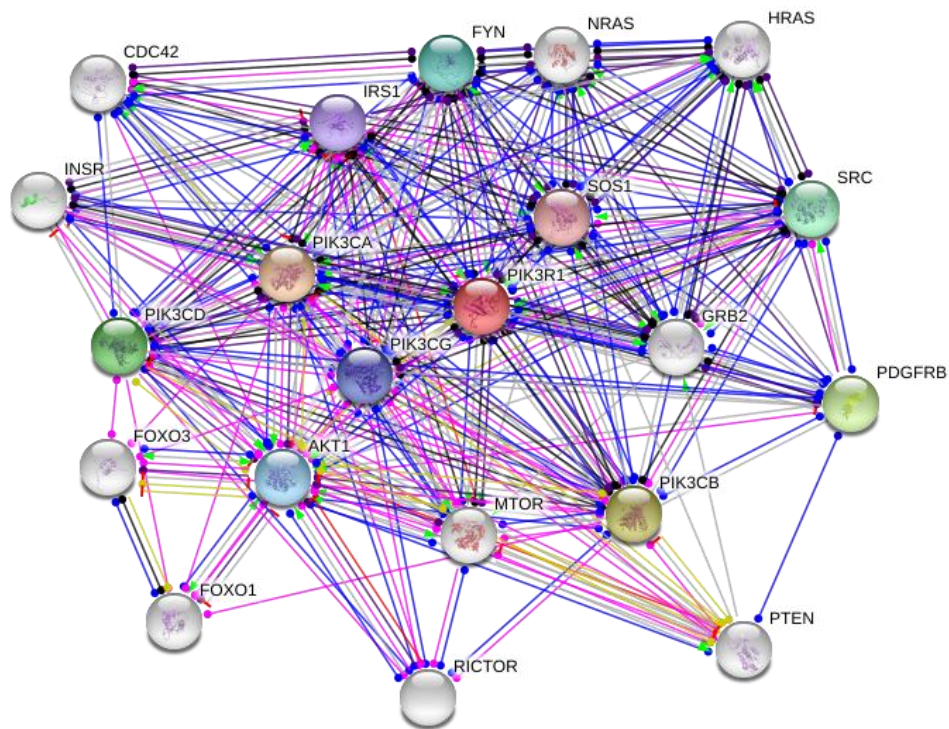 HRAS
NRAS
FYN
CDC42
IRS1
INSR
SRC
SOS1
PIK3CA
PIK3R1
PIK3CD
GRB2
PIK3CG
PDGFRB
FOXO3
AKT1
PIK3CB
MTOR
FOXO1
PTEN
RICTOR